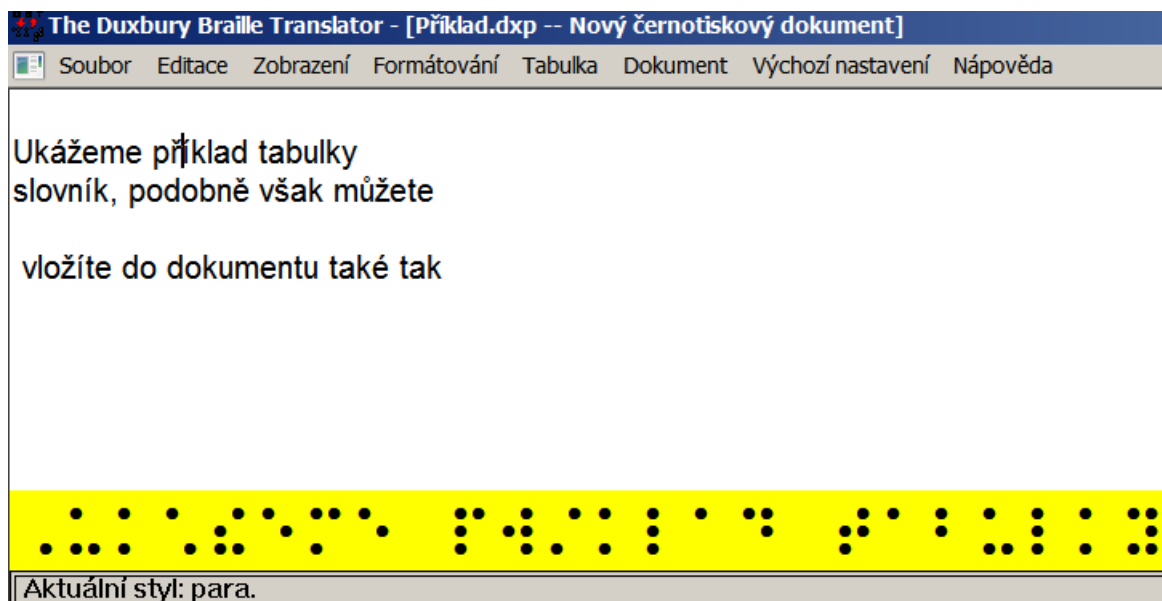 The Duxbury Braille Translator - [Příklad.dxp -- Nový černotiskový dokument]
Soubor Editace Zobrazení Formátování Tabulka Dokument Výchozí nastavení Nápověda
Ukážeme příklad tabulky
slovník, podobně však můžete
vložíte do dokumentu také tak
⠠⠥⠅⠡⠮⠑⠍⠑ ⠏⠺⠌⠅⠇⠁⠙ ⠞⠁⠃⠥⠇⠅⠽
Aktuální styl: para.